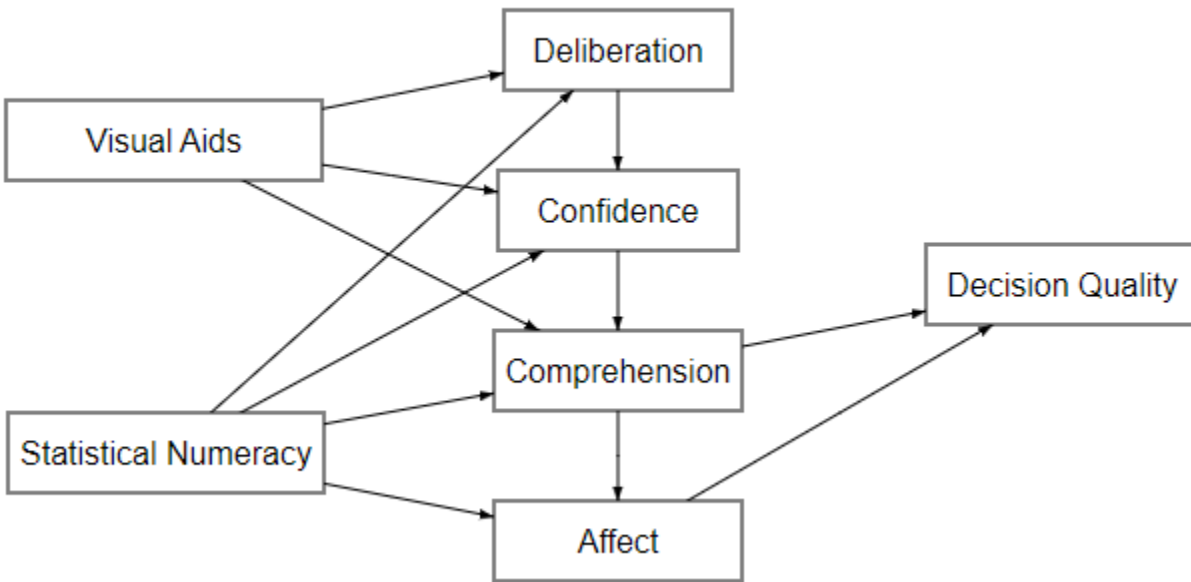 Deliberation
Visual Aids
Confidence
Decision Quality
Comprehension
Statistical Numeracy
Affect